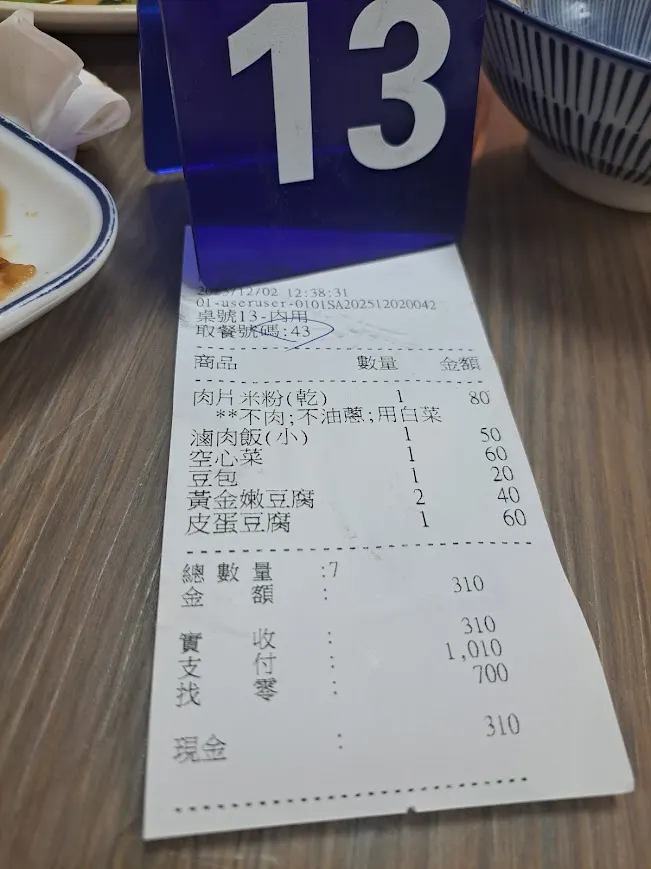 13
2025/12/02 12:38:31
01-useruser-0101SA202512020042
桌號13-內用
取餐號碼:43
商品 數量 金額
肉片米粉(乾) 1 80
**不肉;不油蔥;用白菜
滷肉飯(小) 1 50
空心菜 1 60
豆包 1 20
黃金嫩豆腐 2 40
皮蛋豆腐 1 60
總數量 :7
金額 : 310
實收 : 310
支付 : 1,010
找零 : 700
現金 : 310